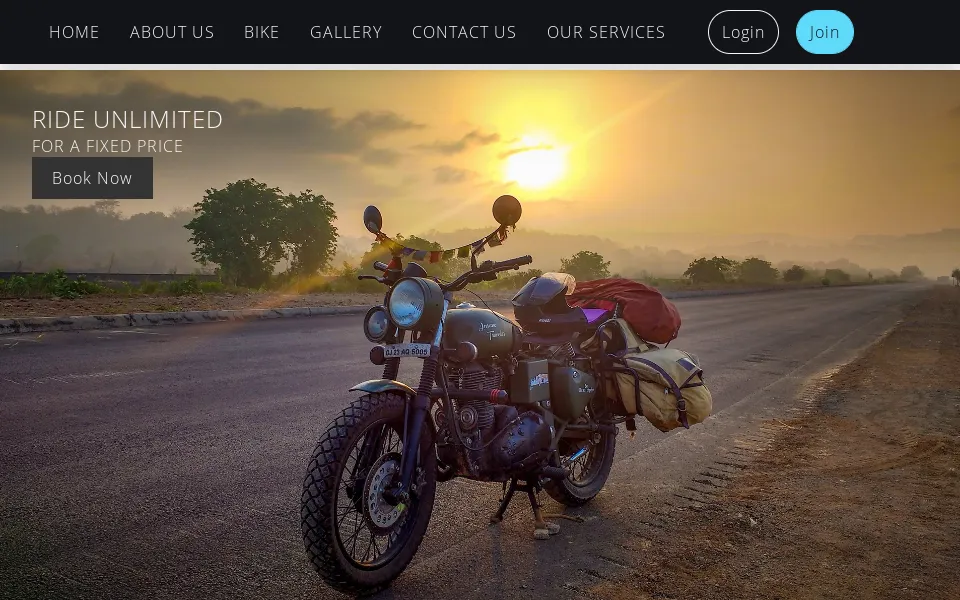 HOME ABOUT US BIKE GALLERY CONTACT US OUR SERVICES Login Join
RIDE UNLIMITED
FOR A FIXED PRICE
Book Now